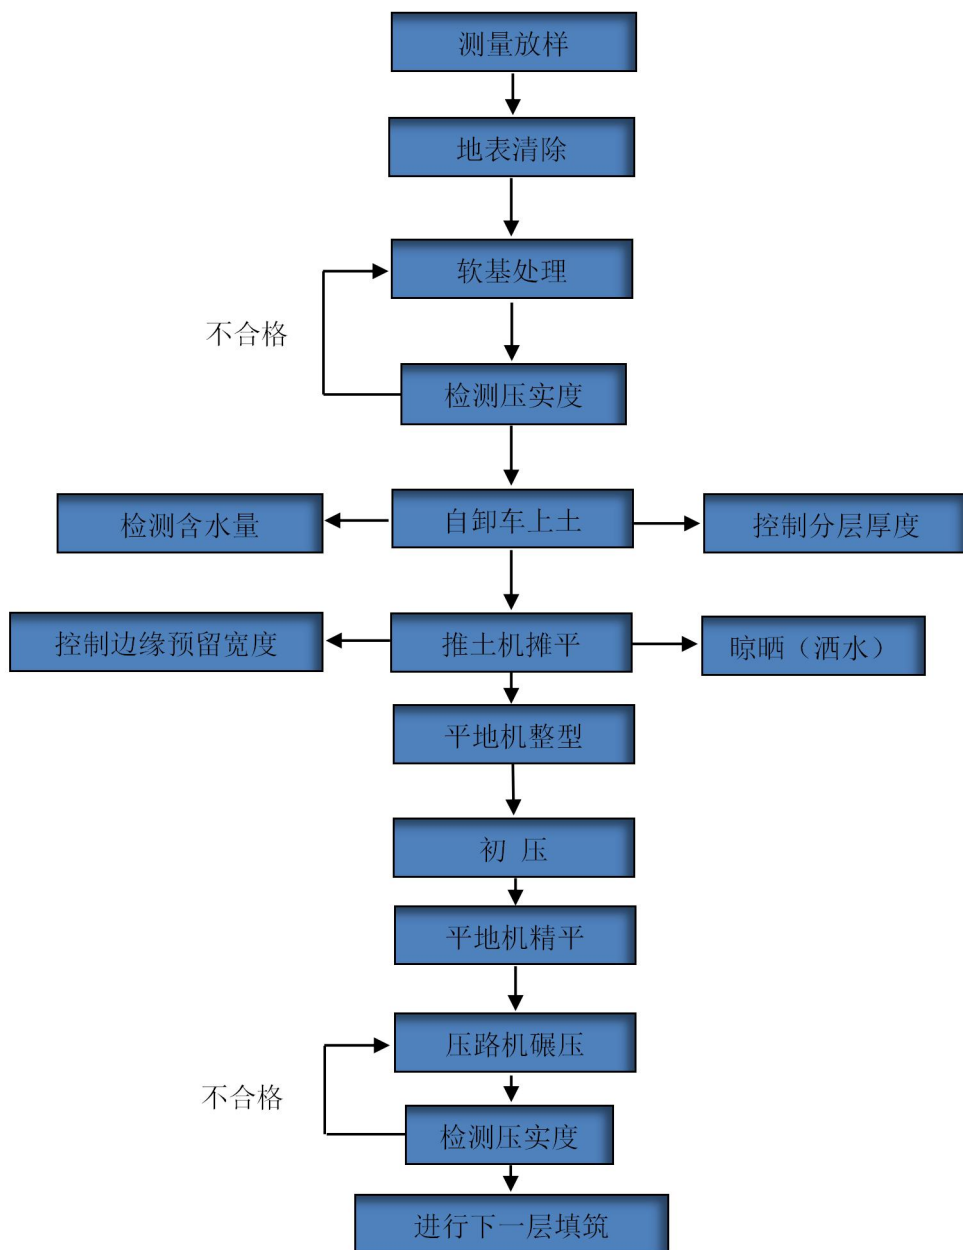 测量放样
地表清除
软基处理
不合格
检测压实度
检测含水量
自卸车上土
控制分层厚度
控制边缘预留宽度
推土机摊平
晾晒（洒水）
平地机整型
初 压
平地机精平
压路机碾压
不合格
检测压实度
进行下一层填筑